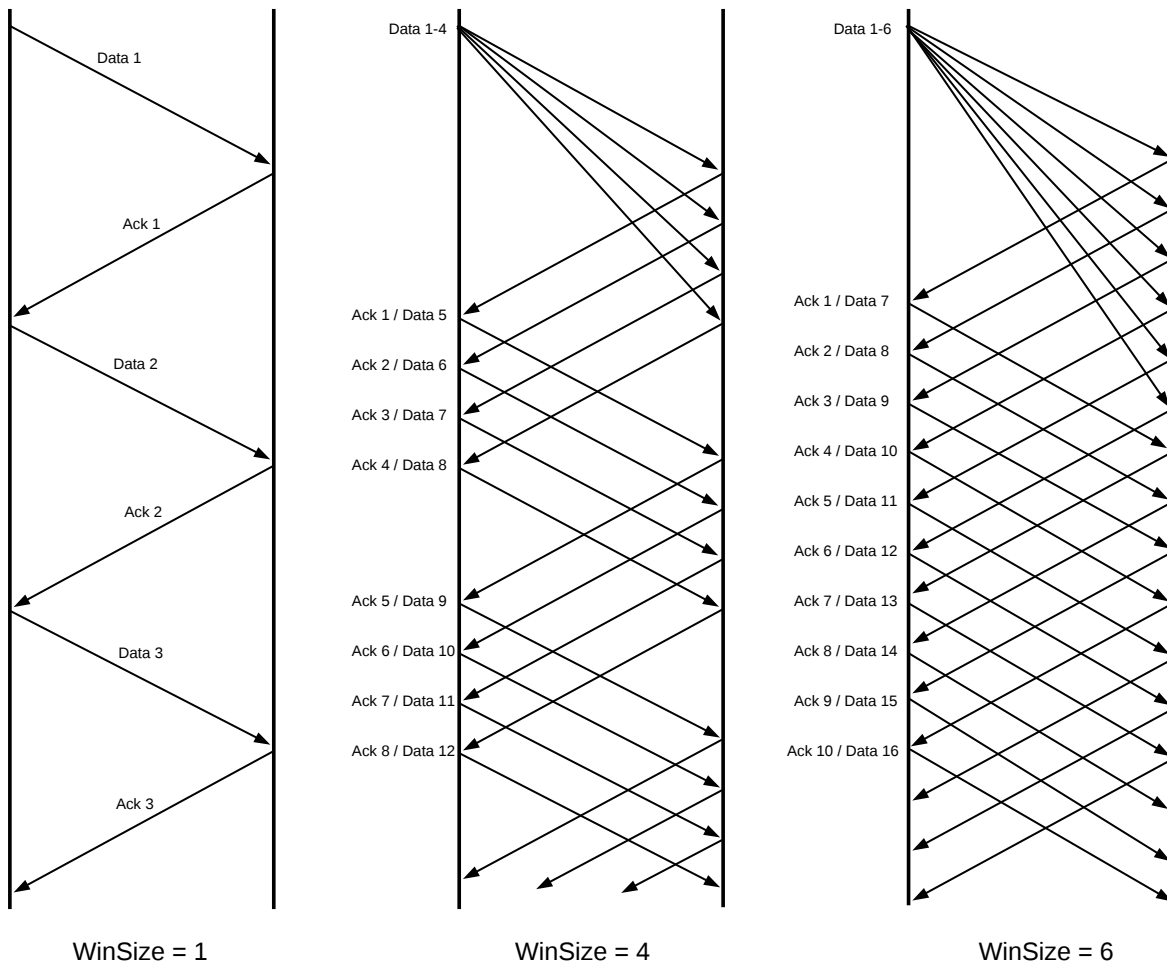 Data 1
Ack 1
Data 2
Ack 2
Data 3
Ack 3
WinSize = 1
Data 1-4
Ack 1 / Data 5
Ack 2 / Data 6
Ack 3 / Data 7
Ack 4 / Data 8
Ack 5 / Data 9
Ack 6 / Data 10
Ack 7 / Data 11
Ack 8 / Data 12
WinSize = 4
Data 1-6
Ack 1 / Data 7
Ack 2 / Data 8
Ack 3 / Data 9
Ack 4 / Data 10
Ack 5 / Data 11
Ack 6 / Data 12
Ack 7 / Data 13
Ack 8 / Data 14
Ack 9 / Data 15
Ack 10 / Data 16
WinSize = 6